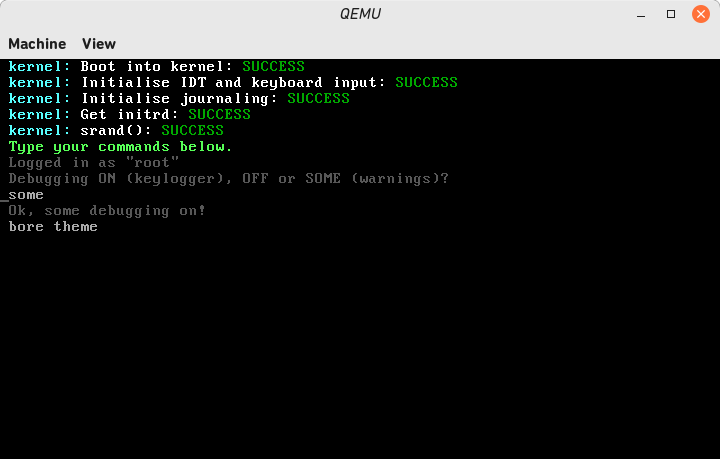 QEMU
Machine View
kernel: Boot into kernel: SUCCESS
kernel: Initialise IDT and keyboard input: SUCCESS
kernel: Initialise journaling: SUCCESS
kernel: Get initrd: SUCCESS
kernel: srand(): SUCCESS
Type your commands below.
Logged in as "root"
Debugging ON (keylogger), OFF or SOME (warnings)?
_some
Ok, some debugging on!
bore theme